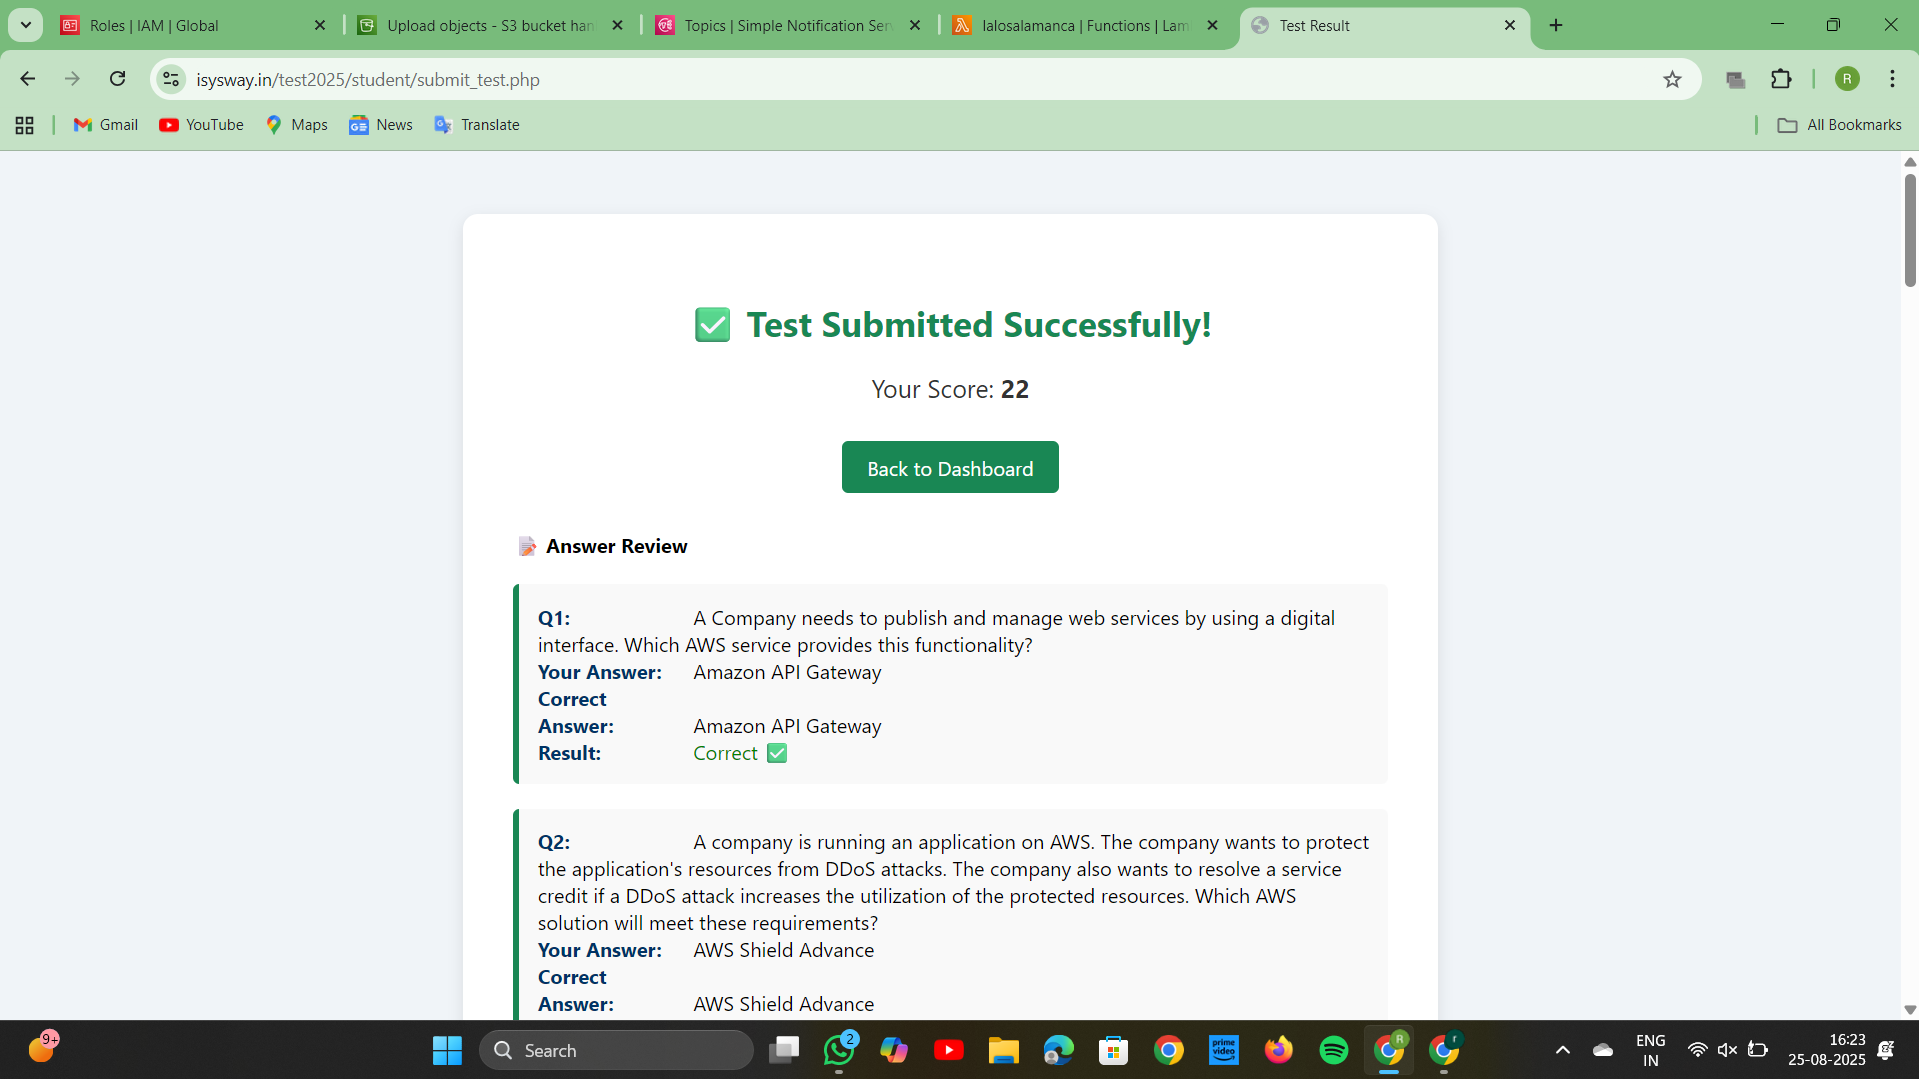 Roles | IAM | Global
Upload objects - S3 bucket han
Topics | Simple Notification Serv
lalosalamanca | Functions | Lam
Test Result
isysway.in/test2025/student/submit_test.php
R
Gmail
YouTube
Maps
News
Translate
All Bookmarks
✅ Test Submitted Successfully!
Your Score: 22
Back to Dashboard
📝 Answer Review
Q1: A Company needs to publish and manage web services by using a digital
interface. Which AWS service provides this functionality?
Your Answer: Amazon API Gateway
Correct
Answer: Amazon API Gateway
Result: Correct ✅
Q2: A company is running an application on AWS. The company wants to protect
the application's resources from DDoS attacks. The company also wants to resolve a service
credit if a DDoS attack increases the utilization of the protected resources. Which AWS
solution will meet these requirements?
Your Answer: AWS Shield Advance
Correct
Answer: AWS Shield Advance
9+
Search
2
prime video
R
r
ENG
IN
16:23
25-08-2025